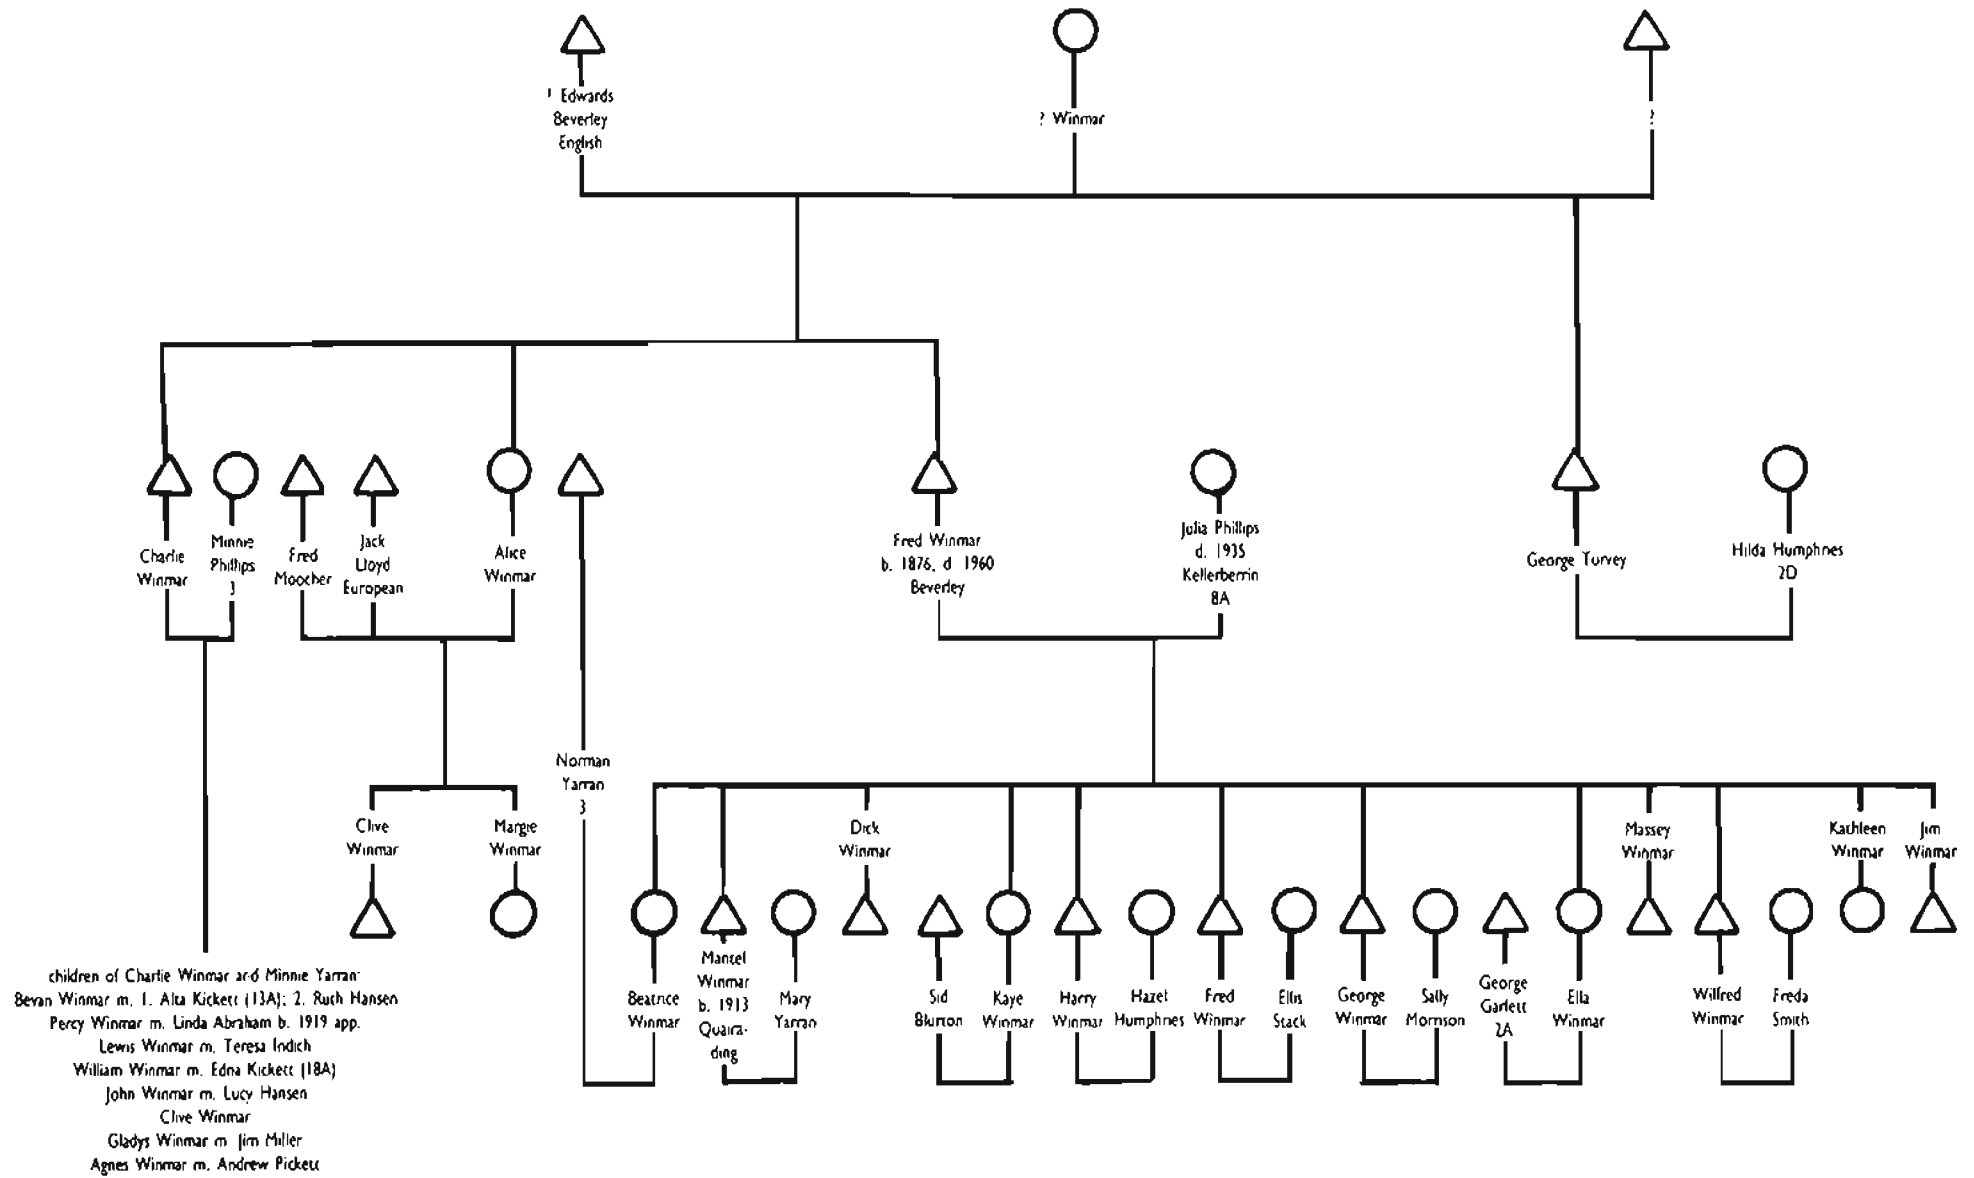 ? Edwards
Beverley
English
? Winmar
?
Charlie
Winmar
Minnie
Phillips
3
Fred
Moocher
Jack
Lloyd
European
Alice
Winmar
Fred Winmar
b. 1876, d. 1960
Beverley
Julia Phillips
d. 1935
Kellerberrin
8A
George Turvey
Hilda Humphries
2D
Norman
Yarran
3
Clive
Winmar
Margie
Winmar
Dick
Winmar
Massey
Winmar
Kathleen
Winmar
Jim
Winmar
Beatrice
Winmar
Mancel
Winmar
b. 1913
Quaira-
ding
Mary
Yarran
Sid
Blurton
Kaye
Winmar
Harry
Winmar
Hazel
Humphries
Fred
Winmar
Ellis
Stack
George
Winmar
Sally
Morrison
George
Garlett
2A
Ella
Winmar
Wilfred
Winmar
Freda
Smith
children of Charlie Winmar and Minnie Yarran:
Bevan Winmar m. 1. Alta Kickett (13A); 2. Ruth Hansen
Percy Winmar m. Linda Abraham b. 1919 app.
Lewis Winmar m. Teresa Indich
William Winmar m. Edna Kickett (18A)
John Winmar m. Lucy Hansen
Clive Winmar
Gladys Winmar m Jim Miller
Agnes Winmar m. Andrew Pickett